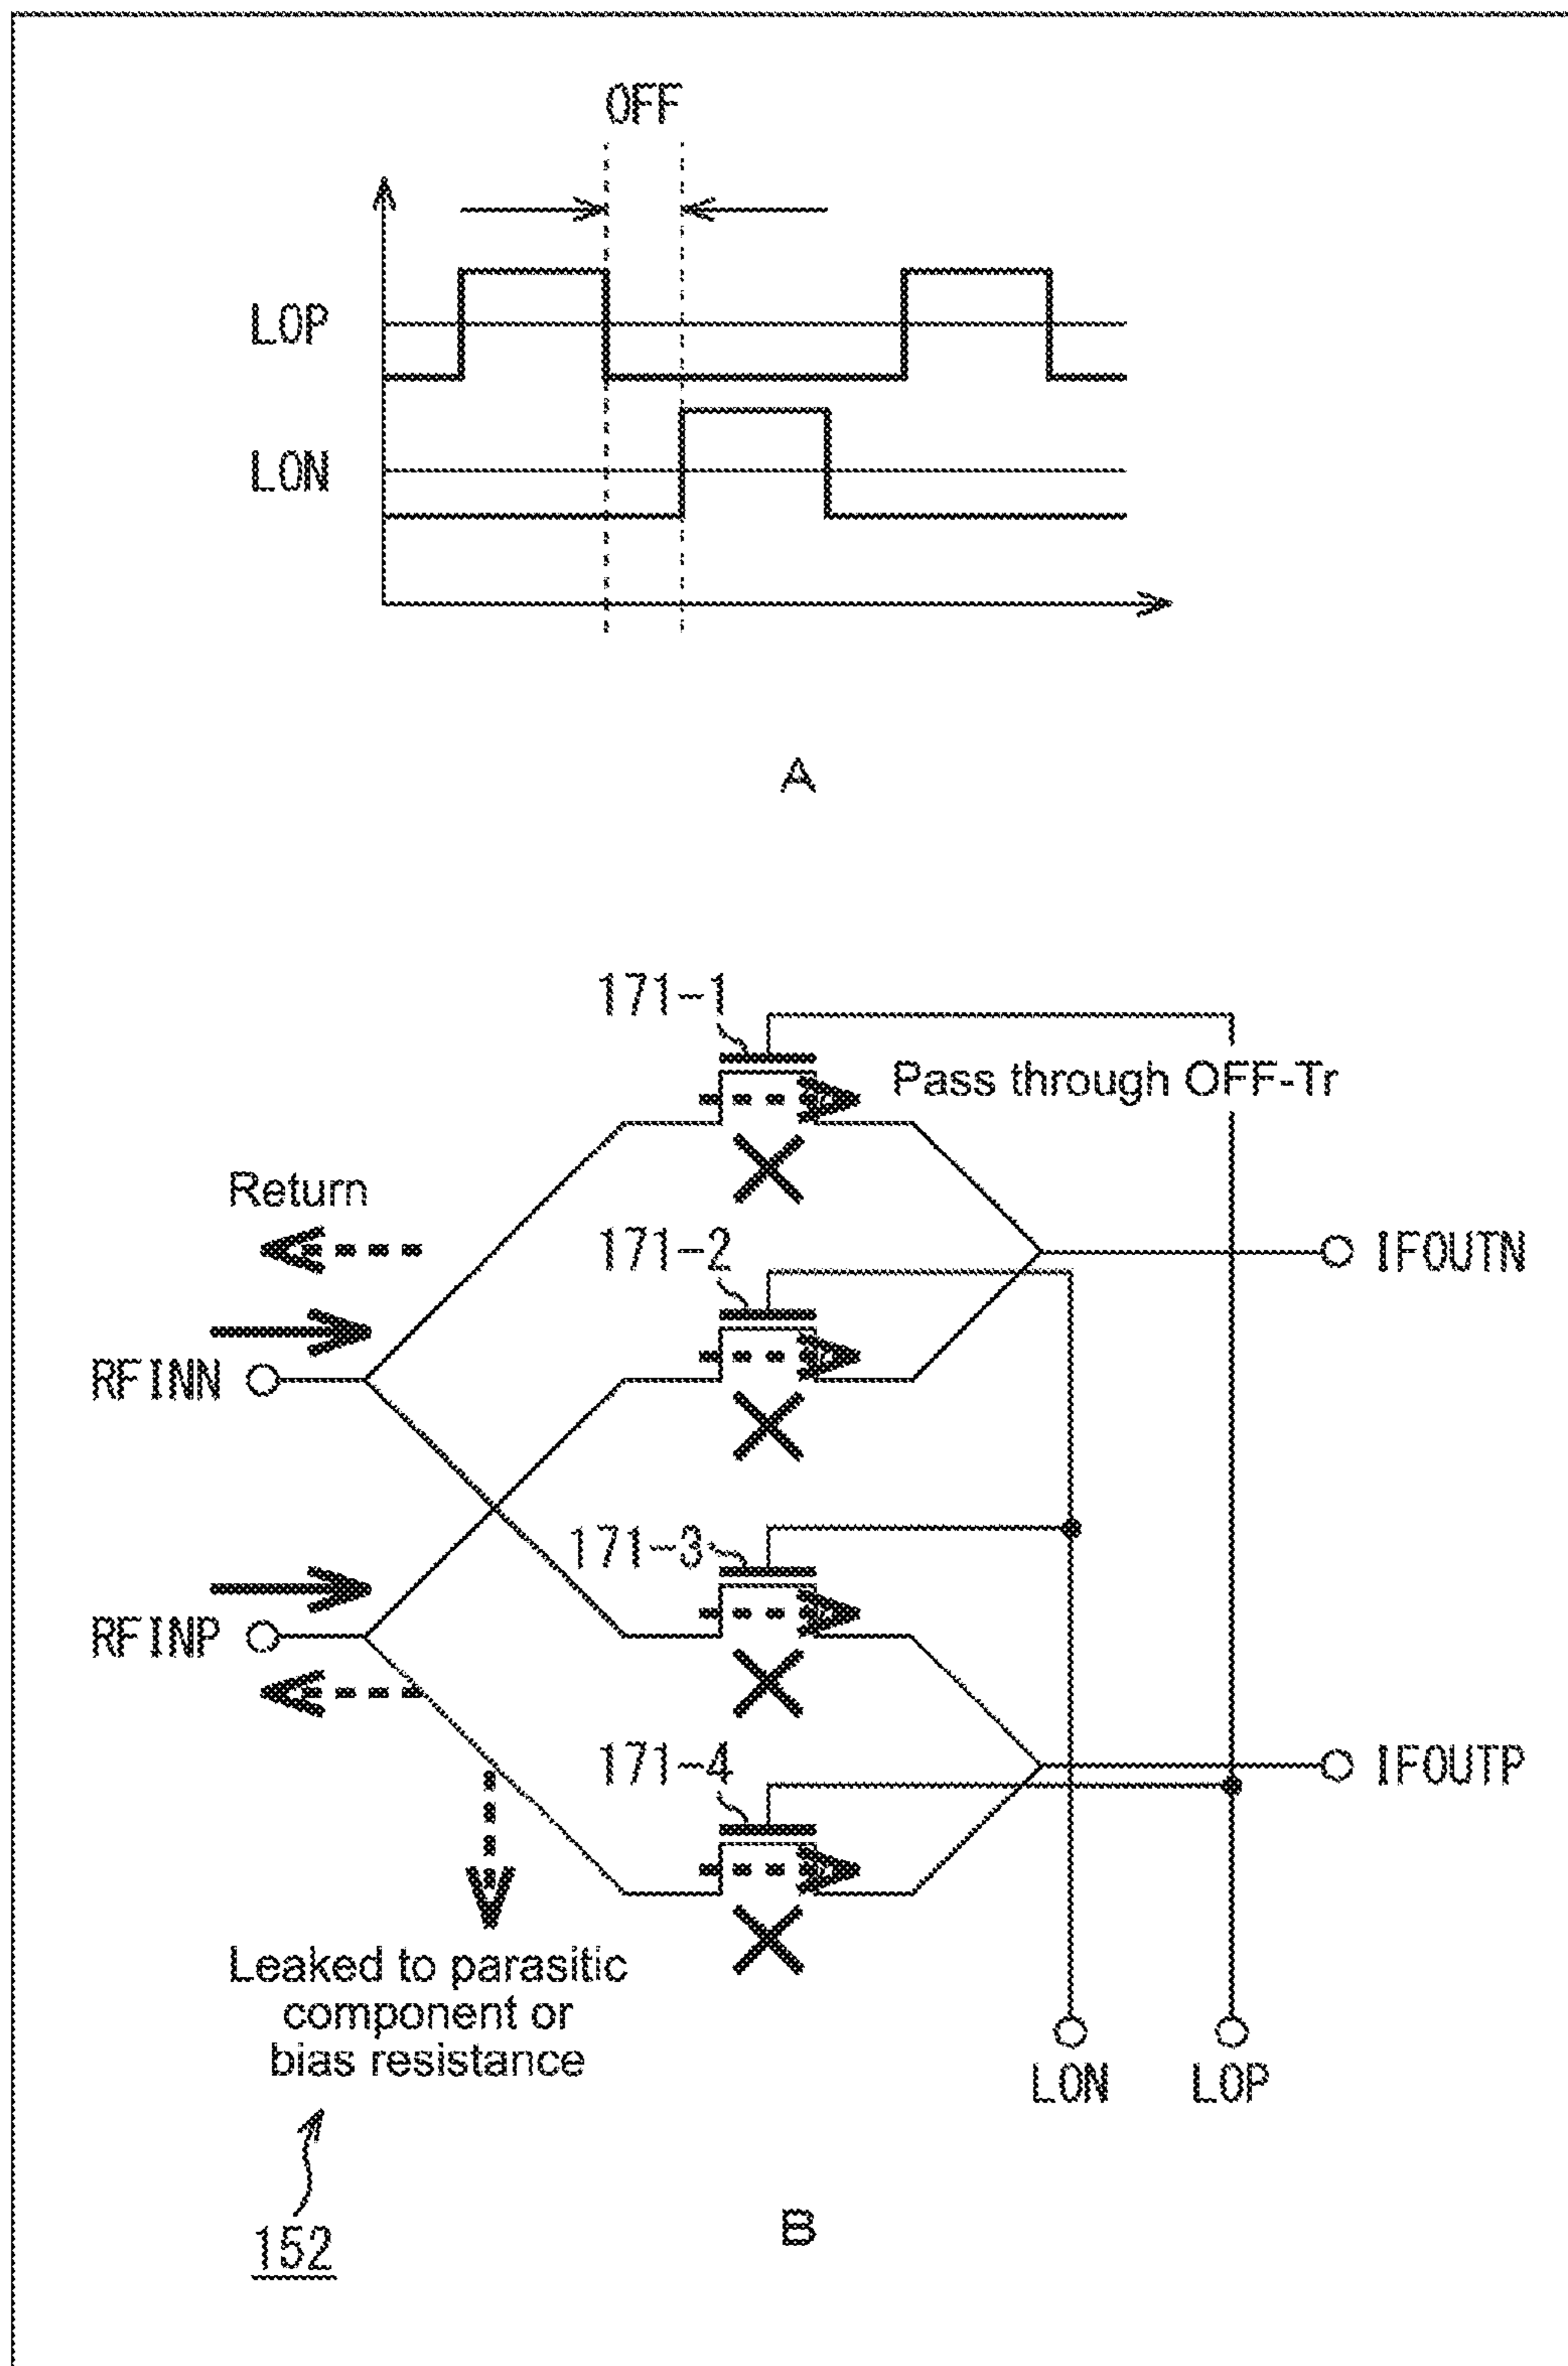 OFF
LOP
LON
A
171-1
Pass through OFF-Tr
Return
171-2
IFOUTN
RFINN
171-3
RFINP
171-4
IFOUTP
Leaked to parasitic
component or
bias resistance
LON
LOP
152
B